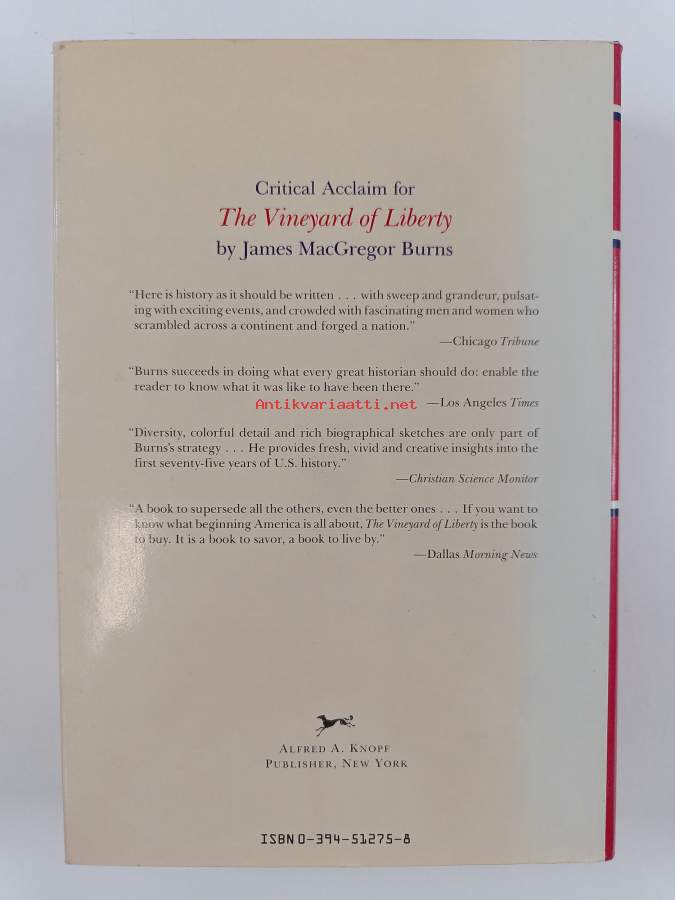 Critical Acclaim for
The Vineyard of Liberty
by James MacGregor Burns
“Here is history as it should be written . . . with sweep and grandeur, pulsat-
ing with exciting events, and crowded with fascinating men and women who
scrambled across a continent and forged a nation.”
—Chicago Tribune
“Burns succeeds in doing what every great historian should do: enable the
reader to know what it was like to have been there.”
Antikvariaatti.net —Los Angeles Times
“Diversity, colorful detail and rich biographical sketches are only part of
Burns’s strategy . . . He provides fresh, vivid and creative insights into the
first seventy-five years of U.S. history.”
—Christian Science Monitor
“A book to supersede all the others, even the better ones . . . If you want to
know what beginning America is all about, The Vineyard of Liberty is the book
to buy. It is a book to savor, a book to live by.”
—Dallas Morning News
Alfred A. Knopf
Publisher, New York
ISBN 0-394-51275-8